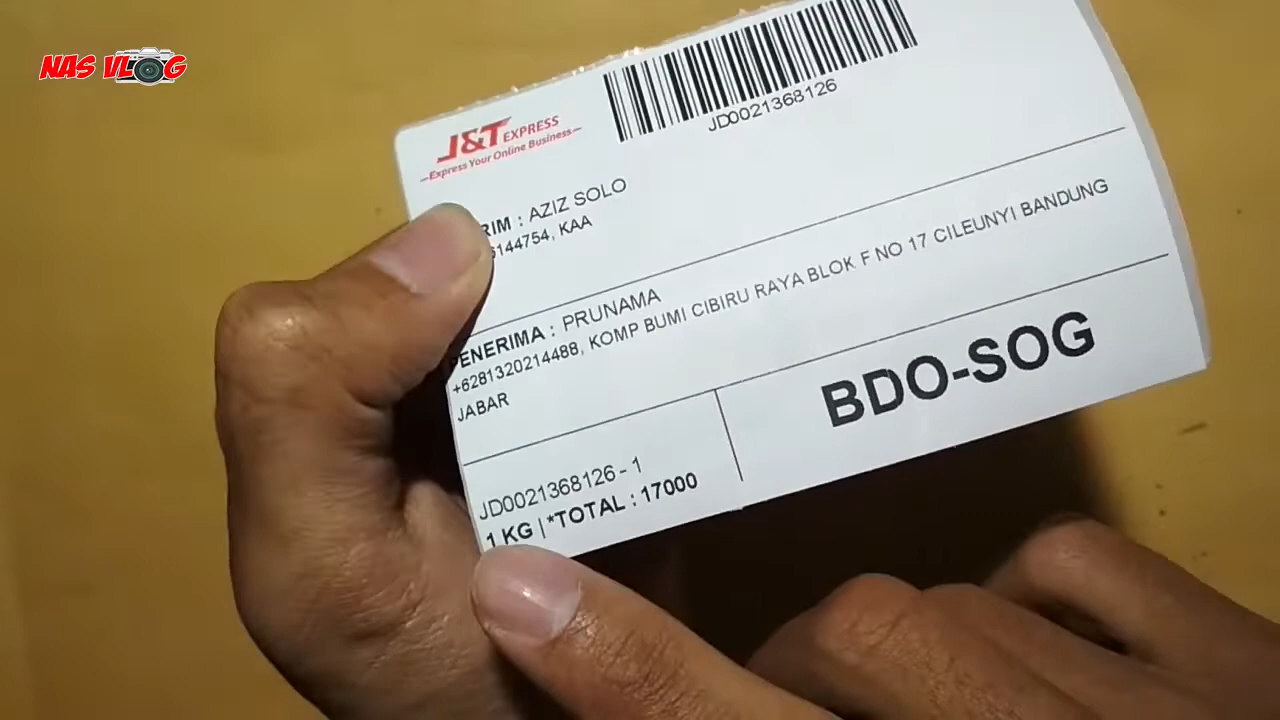 NAS VLOG
J&T EXPRESS
Express Your Online Business
JD0021368126
RIM : AZIZ SOLO
6144754, KAA
PENERIMA : PRUNAMA
+6281320214488, KOMP BUMI CIBIRU RAYA BLOK F NO 17 CILEUNYI BANDUNG
JABAR
BDO-SOG
JD0021368126 - 1
1 KG | *TOTAL : 17000